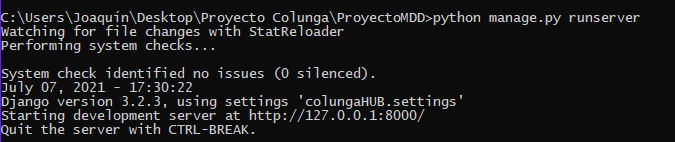 C:\Users\Joaquín\Desktop\Proyecto Colunga\ProyectoMDD>python manage.py runserver
Watching for file changes with StatReloader
Performing system checks...
System check identified no issues (0 silenced).
July 07, 2021 - 17:30:22
Django version 3.2.3, using settings 'colungaHUB.settings'
Starting development server at http://127.0.0.1:8000/
Quit the server with CTRL-BREAK.